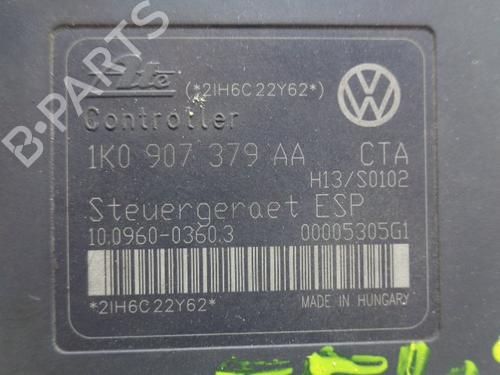 Ate (*2IH6C22Y62*)
Controller
1K0 907 379 AA CTA
H13/S0102
Steuergeraet ESP
10.0960-0360.3 00005305G1
*2IH6C22Y62*
MADE IN HUNGARY
B-PARTS